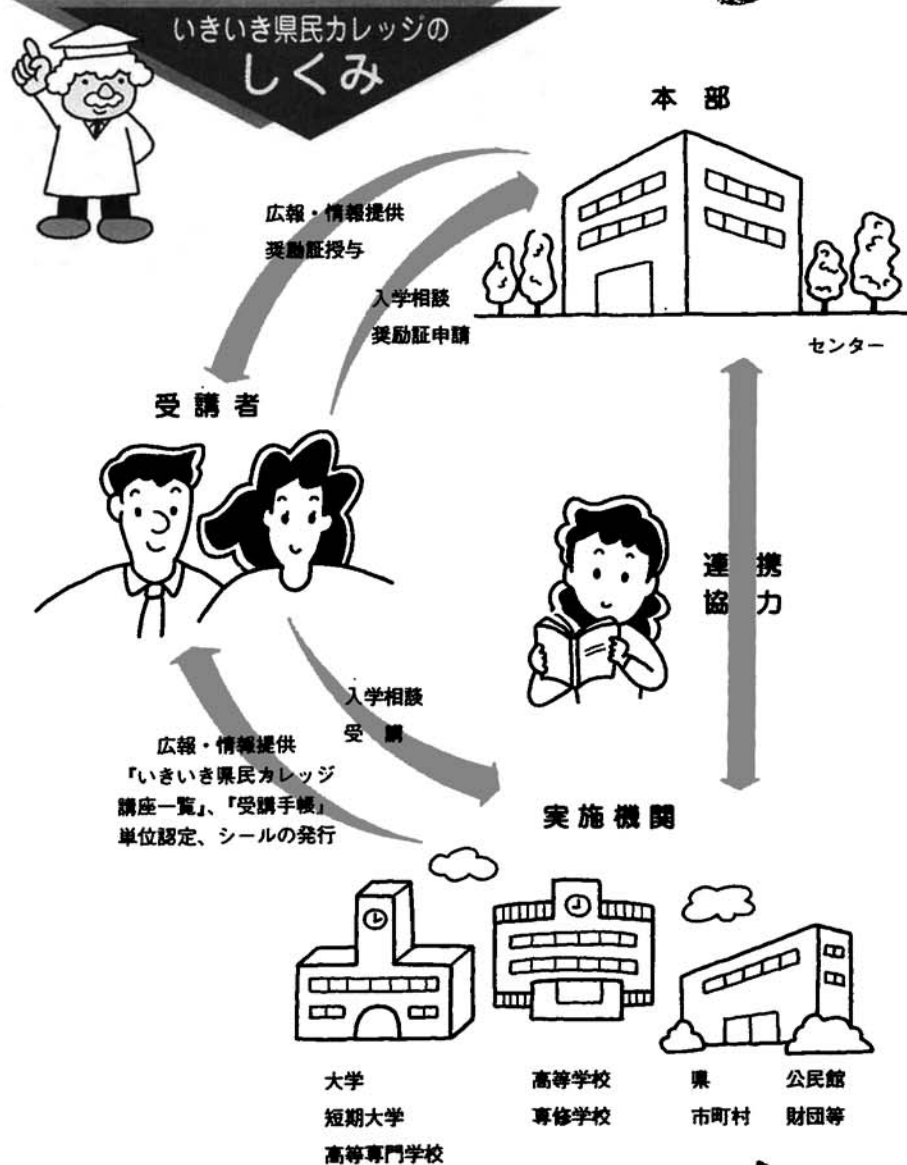 いきいき県民カレッジの
しくみ
本部
広報・情報提供
奨励証授与
入学相談
奨励証申請
センター
受講者
連携
協力
入学相談
受講
広報・情報提供
『いきいき県民カレッジ
講座一覧』、『受講手帳』
単位認定、シールの発行
実施機関
大学
短期大学
高等専門学校
高等学校
専修学校
県 公民館
市町村 財団等